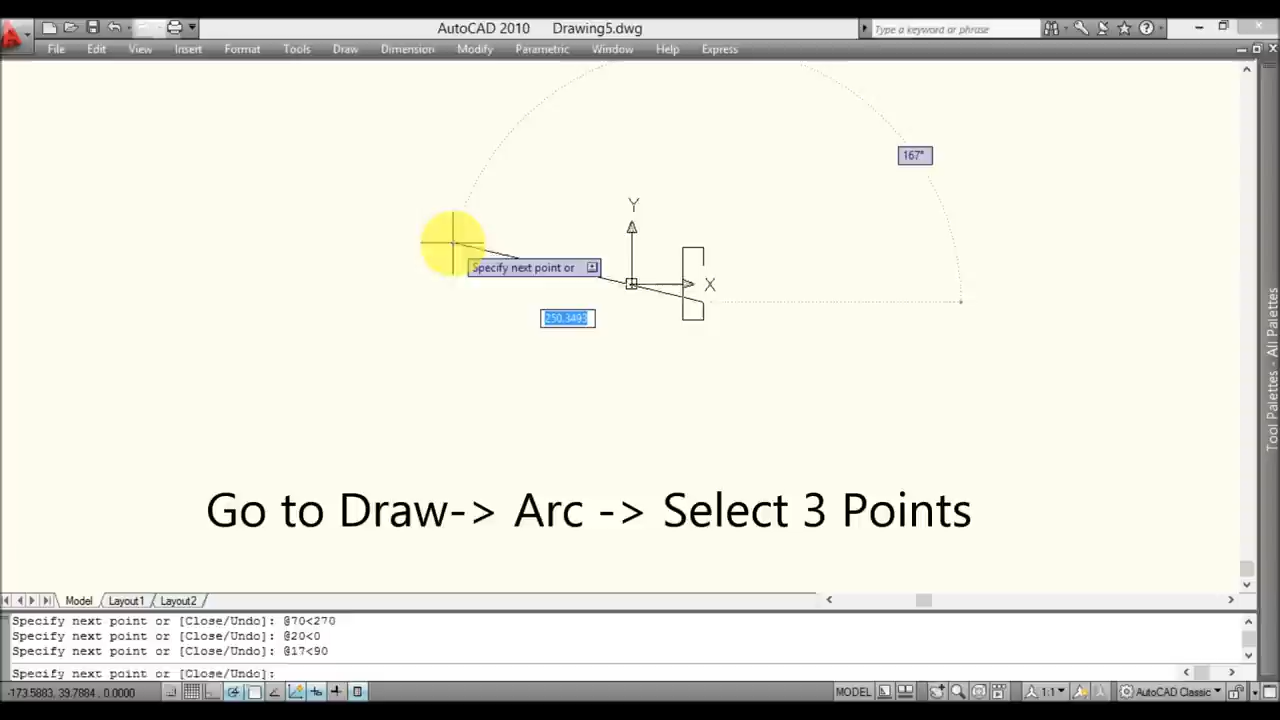 AutoCAD 2010 Drawing5.dwg
Type a keyword or phrase
File Edit View Insert Format Tools Draw Dimension Modify Parametric Window Help Express
167°
Y
Specify next point or
X
250.3493
Tool Palettes - All Palettes
Go to Draw-> Arc -> Select 3 Points
Model Layout1 Layout2
Specify next point or [Close/Undo]: @70<270
Specify next point or [Close/Undo]: @20<0
Specify next point or [Close/Undo]: @17<90
Specify next point or [Close/Undo]:
-173.5883, 39.7884 , 0.0000 MODEL 1:1 AutoCAD Classic